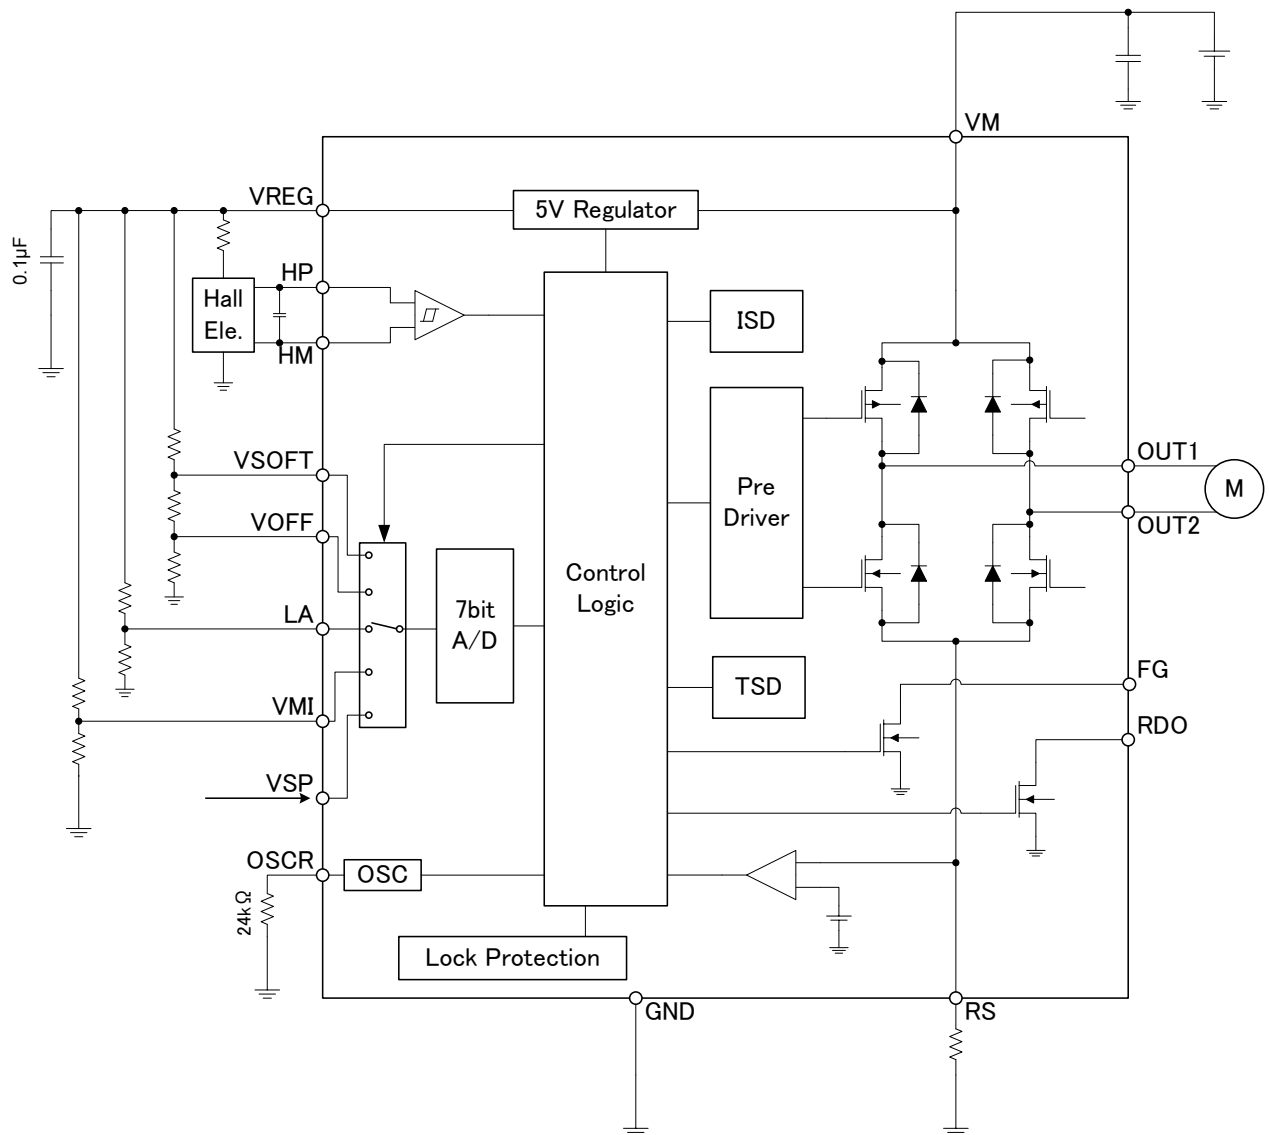 VM
VREG
5V Regulator
0.1μF
HP
Hall
Ele.
HM
ISD
VSOFT
OUT1
M
Pre
Driver
VOFF
OUT2
Control
Logic
7bit
A/D
LA
FG
TSD
VMI
RDO
VSP
OSCR
OSC
24kΩ
Lock Protection
GND
RS